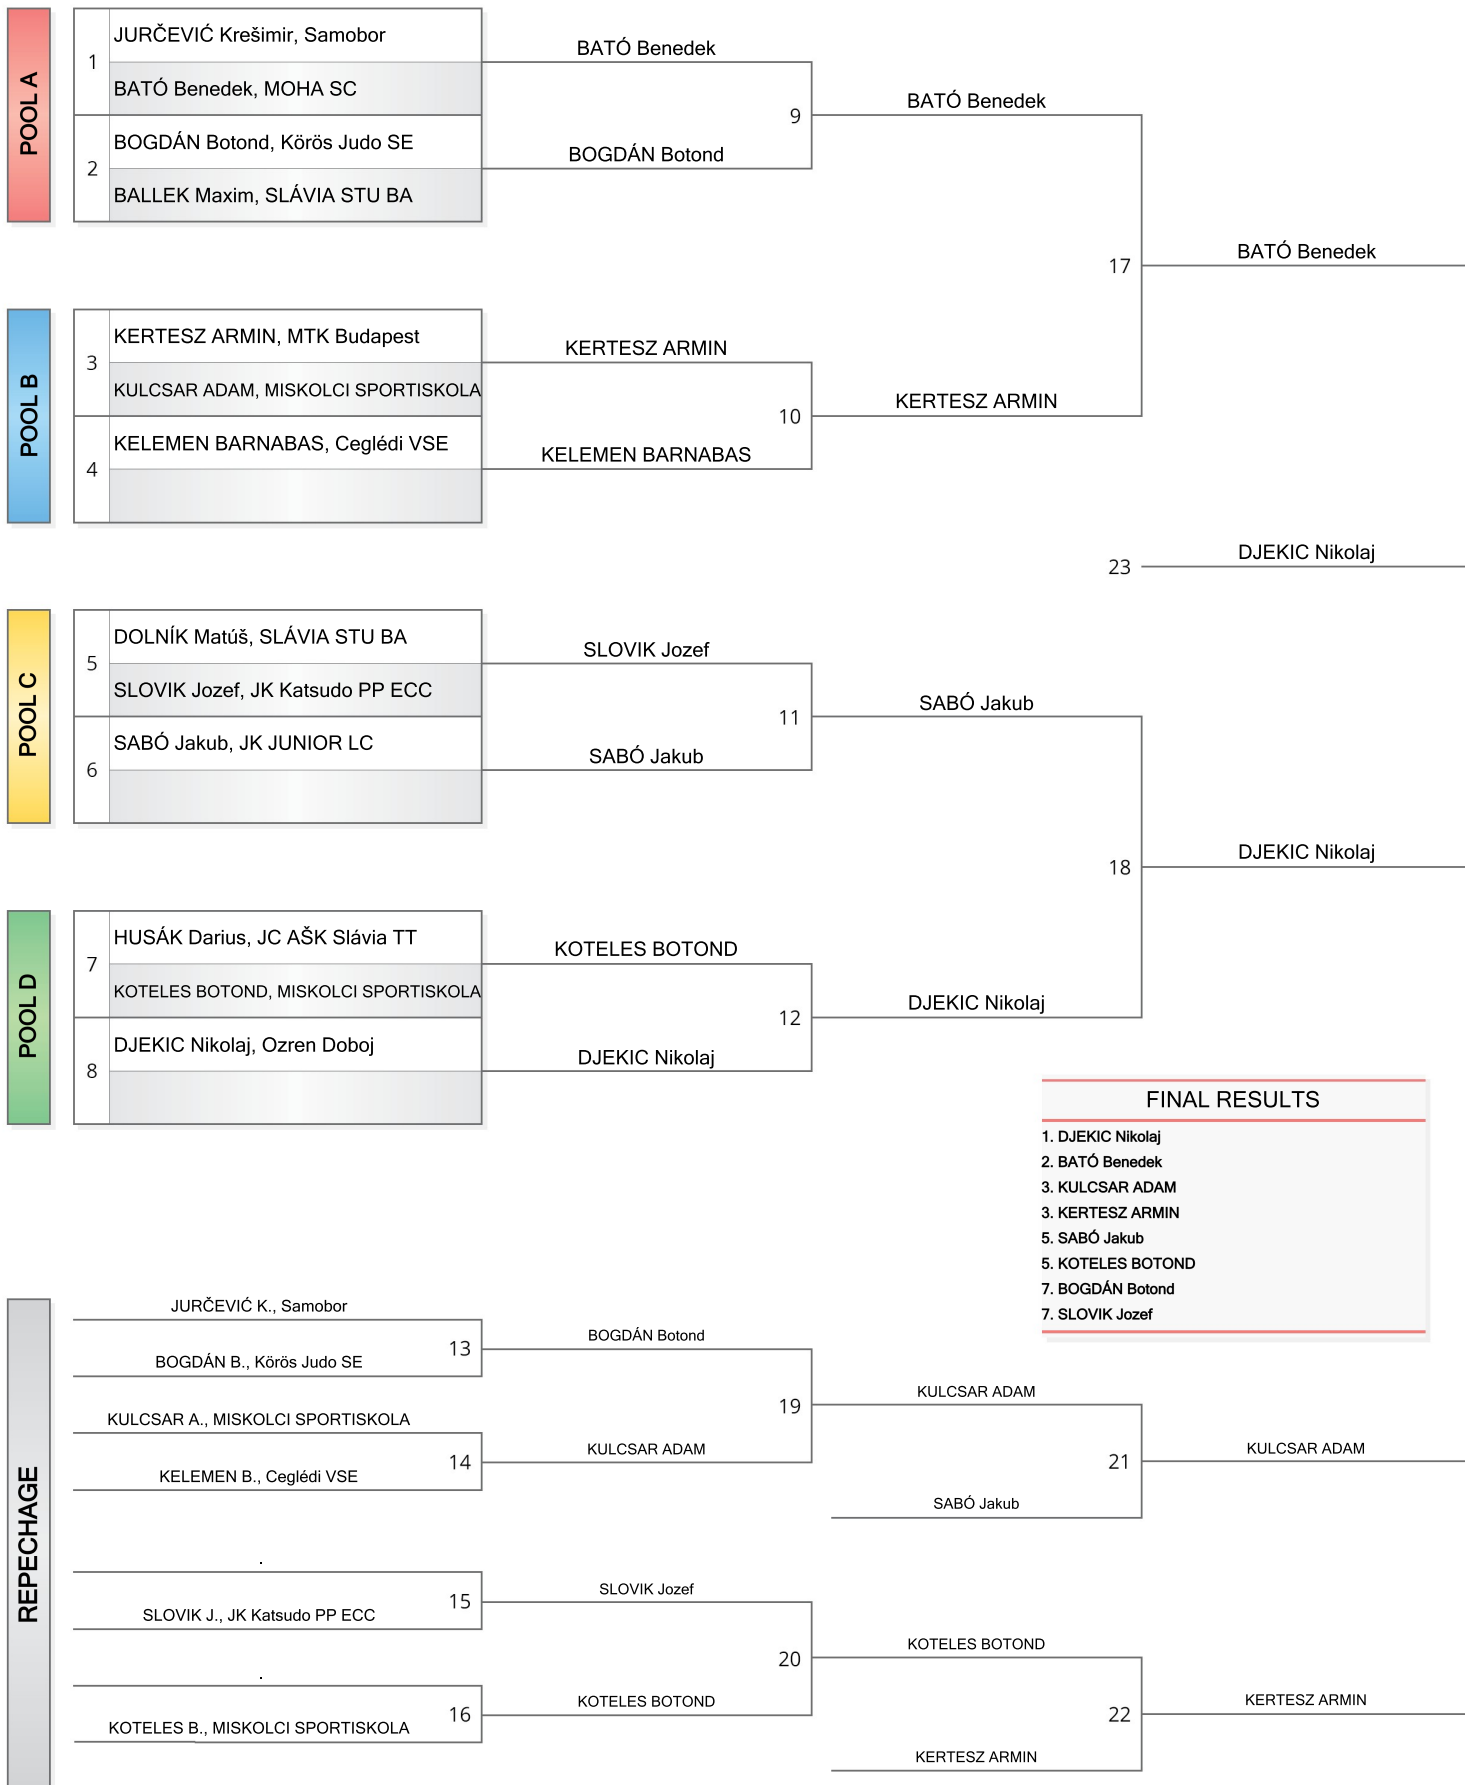 POOL A
1
JURČEVIĆ Krešimir, Samobor
BATÓ Benedek, MOHA SC
2
BOGDÁN Botond, Körös Judo SE
BALLEK Maxim, SLÁVIA STU BA
BATÓ Benedek
BOGDÁN Botond
9
BATÓ Benedek
POOL B
3
KERTESZ ARMIN, MTK Budapest
KULCSAR ADAM, MISKOLCI SPORTISKOLA
4
KELEMEN BARNABAS, Ceglédi VSE
KERTESZ ARMIN
KELEMEN BARNABAS
10
KERTESZ ARMIN
17
BATÓ Benedek
23
DJEKIC Nikolaj
POOL C
5
DOLNÍK Matúš, SLÁVIA STU BA
SLOVIK Jozef, JK Katsudo PP ECC
6
SABÓ Jakub, JK JUNIOR LC
SLOVIK Jozef
SABÓ Jakub
11
SABÓ Jakub
POOL D
7
HUSÁK Darius, JC AŠK Slávia TT
KOTELES BOTOND, MISKOLCI SPORTISKOLA
8
DJEKIC Nikolaj, Ozren Doboj
KOTELES BOTOND
DJEKIC Nikolaj
12
DJEKIC Nikolaj
18
DJEKIC Nikolaj
FINAL RESULTS
1. DJEKIC Nikolaj
2. BATÓ Benedek
3. KULCSAR ADAM
3. KERTESZ ARMIN
5. SABÓ Jakub
5. KOTELES BOTOND
7. BOGDÁN Botond
7. SLOVIK Jozef
REPECHAGE
JURČEVIĆ K., Samobor
BOGDÁN B., Körös Judo SE
13
BOGDÁN Botond
KULCSAR A., MISKOLCI SPORTISKOLA
KELEMEN B., Ceglédi VSE
14
KULCSAR ADAM
19
KULCSAR ADAM
SABÓ Jakub
21
KULCSAR ADAM
.
SLOVIK J., JK Katsudo PP ECC
15
SLOVIK Jozef
.
KOTELES B., MISKOLCI SPORTISKOLA
16
KOTELES BOTOND
20
KOTELES BOTOND
KERTESZ ARMIN
22
KERTESZ ARMIN